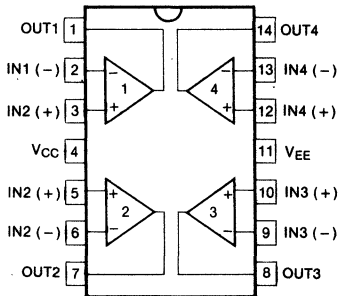 OUT1 1 14 OUT4
IN1 (-) 2 - - 13 IN4 (-)
1 4
IN2 (+) 3 + + 12 IN4 (+)
VCC 4 11 VEE
IN2 (+) 5 + + 10 IN3 (+)
2 3
IN2 (-) 6 - - 9 IN3 (-)
OUT2 7 8 OUT3